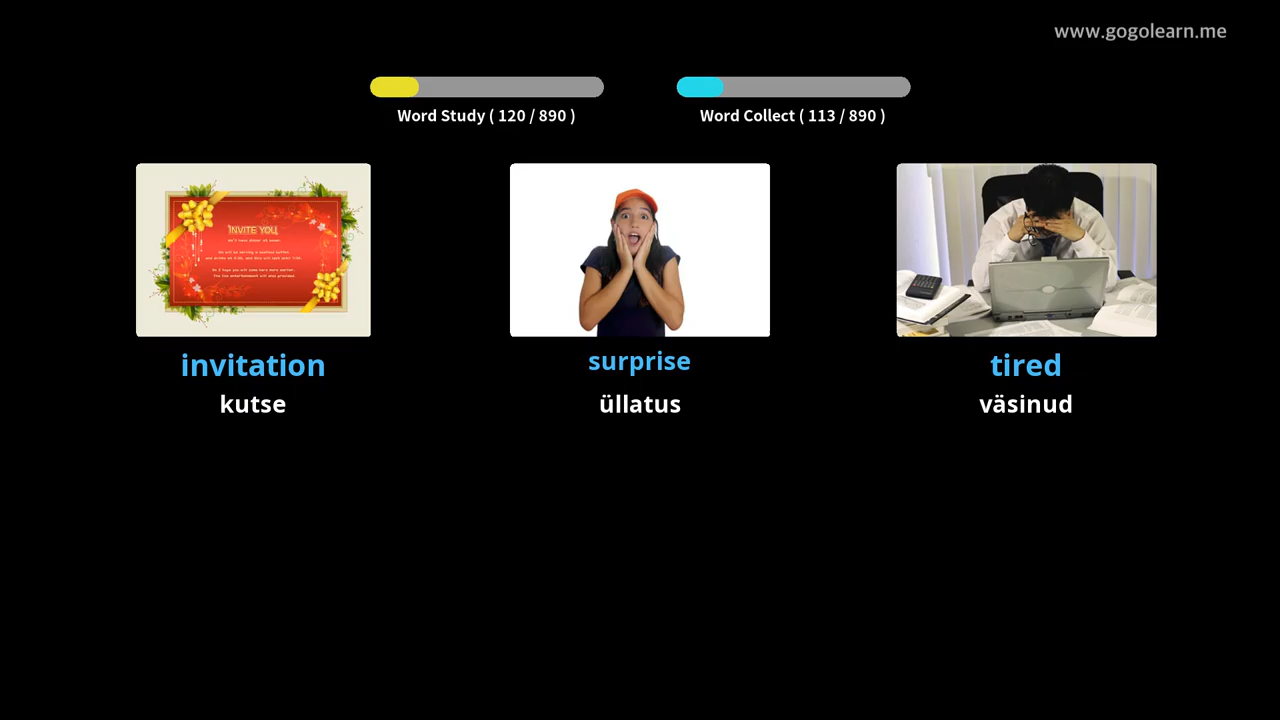 www.gogolearn.me
Word Study ( 120 / 890 )
Word Collect ( 113 / 890 )
INVITE YOU
invitation
surprise
tired
kutse
üllatus
väsinud